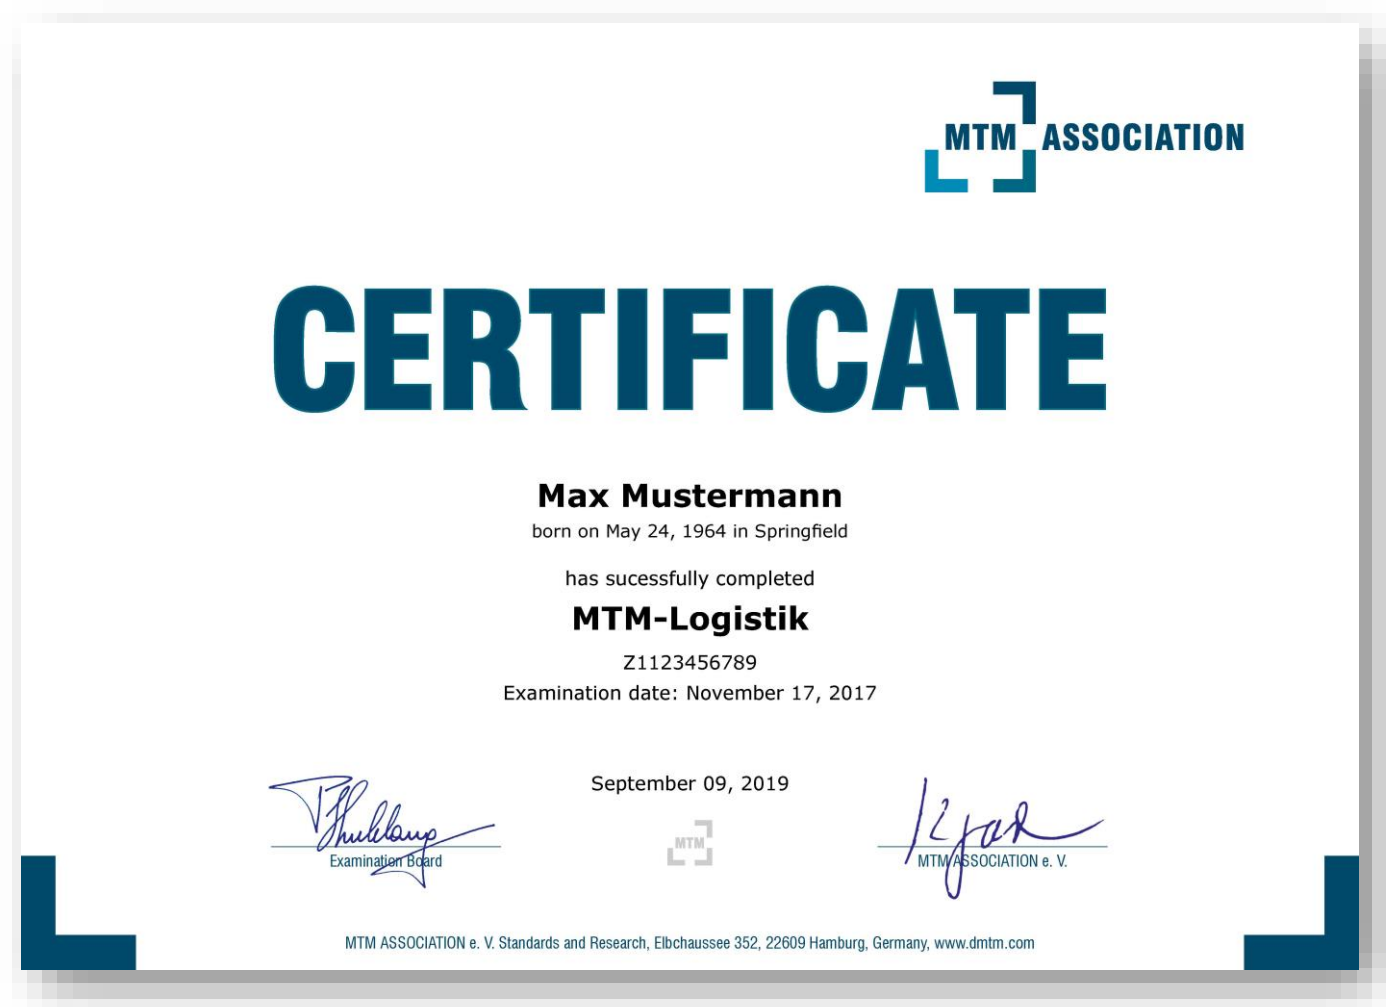 MTM ASSOCIATION
CERTIFICATE
Max Mustermann
born on May 24, 1964 in Springfield
has sucessfully completed
MTM-Logistik
Z1123456789
Examination date: November 17, 2017
September 09, 2019
Examination Board
MTM
MTM ASSOCIATION e. V.
MTM ASSOCIATION e. V. Standards and Research, Elbchaussee 352, 22609 Hamburg, Germany, www.dmtm.com